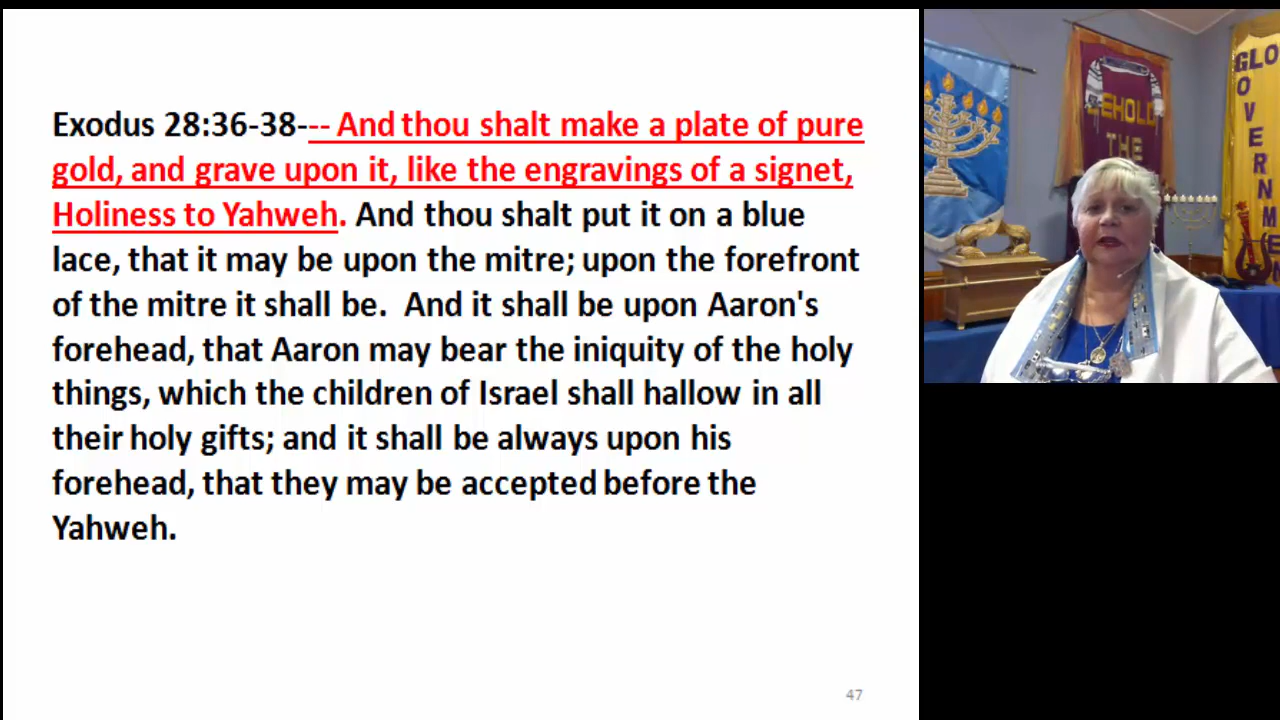 Exodus 28:36-38--- And thou shalt make a plate of pure
gold, and grave upon it, like the engravings of a signet,
Holiness to Yahweh. And thou shalt put it on a blue
lace, that it may be upon the mitre; upon the forefront
of the mitre it shall be.  And it shall be upon Aaron's
forehead, that Aaron may bear the iniquity of the holy
things, which the children of Israel shall hallow in all
their holy gifts; and it shall be always upon his
forehead, that they may be accepted before the
Yahweh.
47
THE
GLO